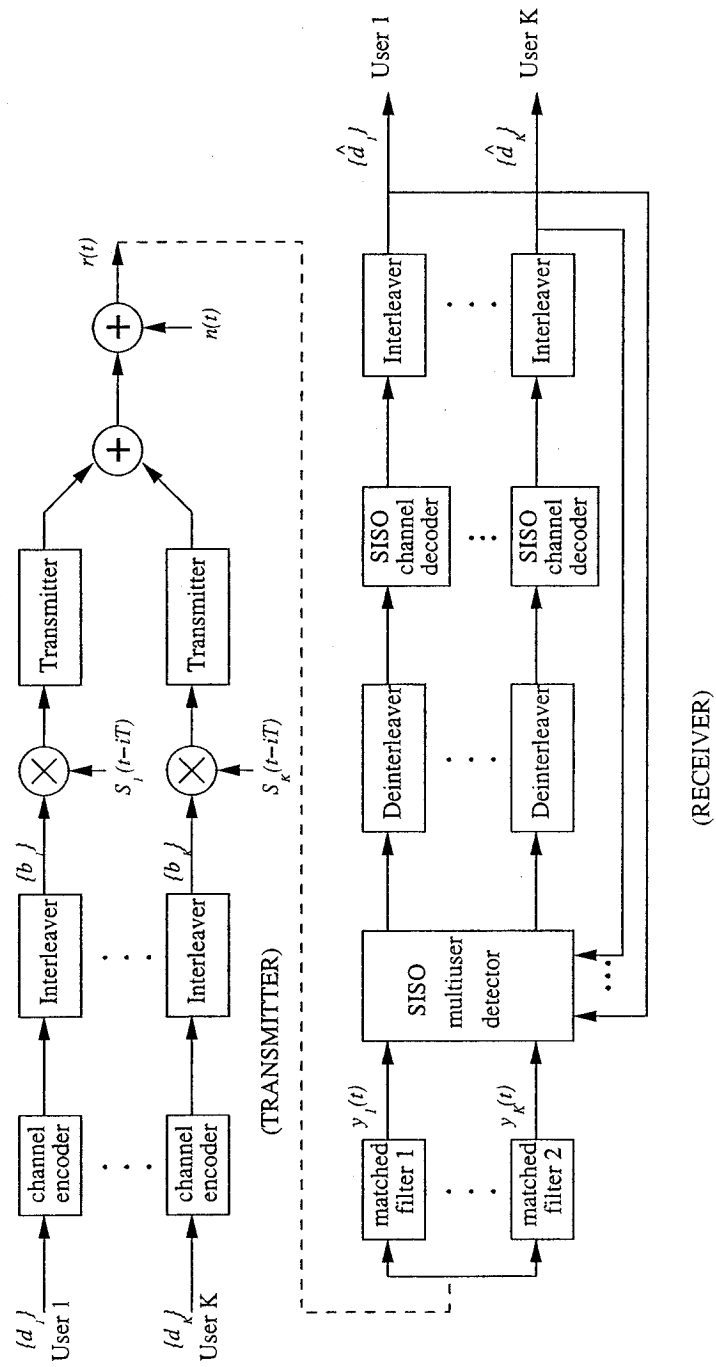 {d_1}
User 1
channel
encoder
Interleaver
{b_1}
S_1(t-iT)
Transmitter
. . .
. . .
{d_K}
User K
channel
encoder
Interleaver
{b_K}
S_K(t-iT)
Transmitter
+
+
n(t)
r(t)
(TRANSMITTER)
matched
filter 1
y_1(t)
. . .
matched
filter 2
y_K(t)
SISO
multiuser
detector
Deinterleaver
. . .
Deinterleaver
SISO
channel
decoder
...
SISO
channel
decoder
Interleaver
. . .
Interleaver
{d̂_1}
User 1
{d̂_K}
User K
...
(RECEIVER)